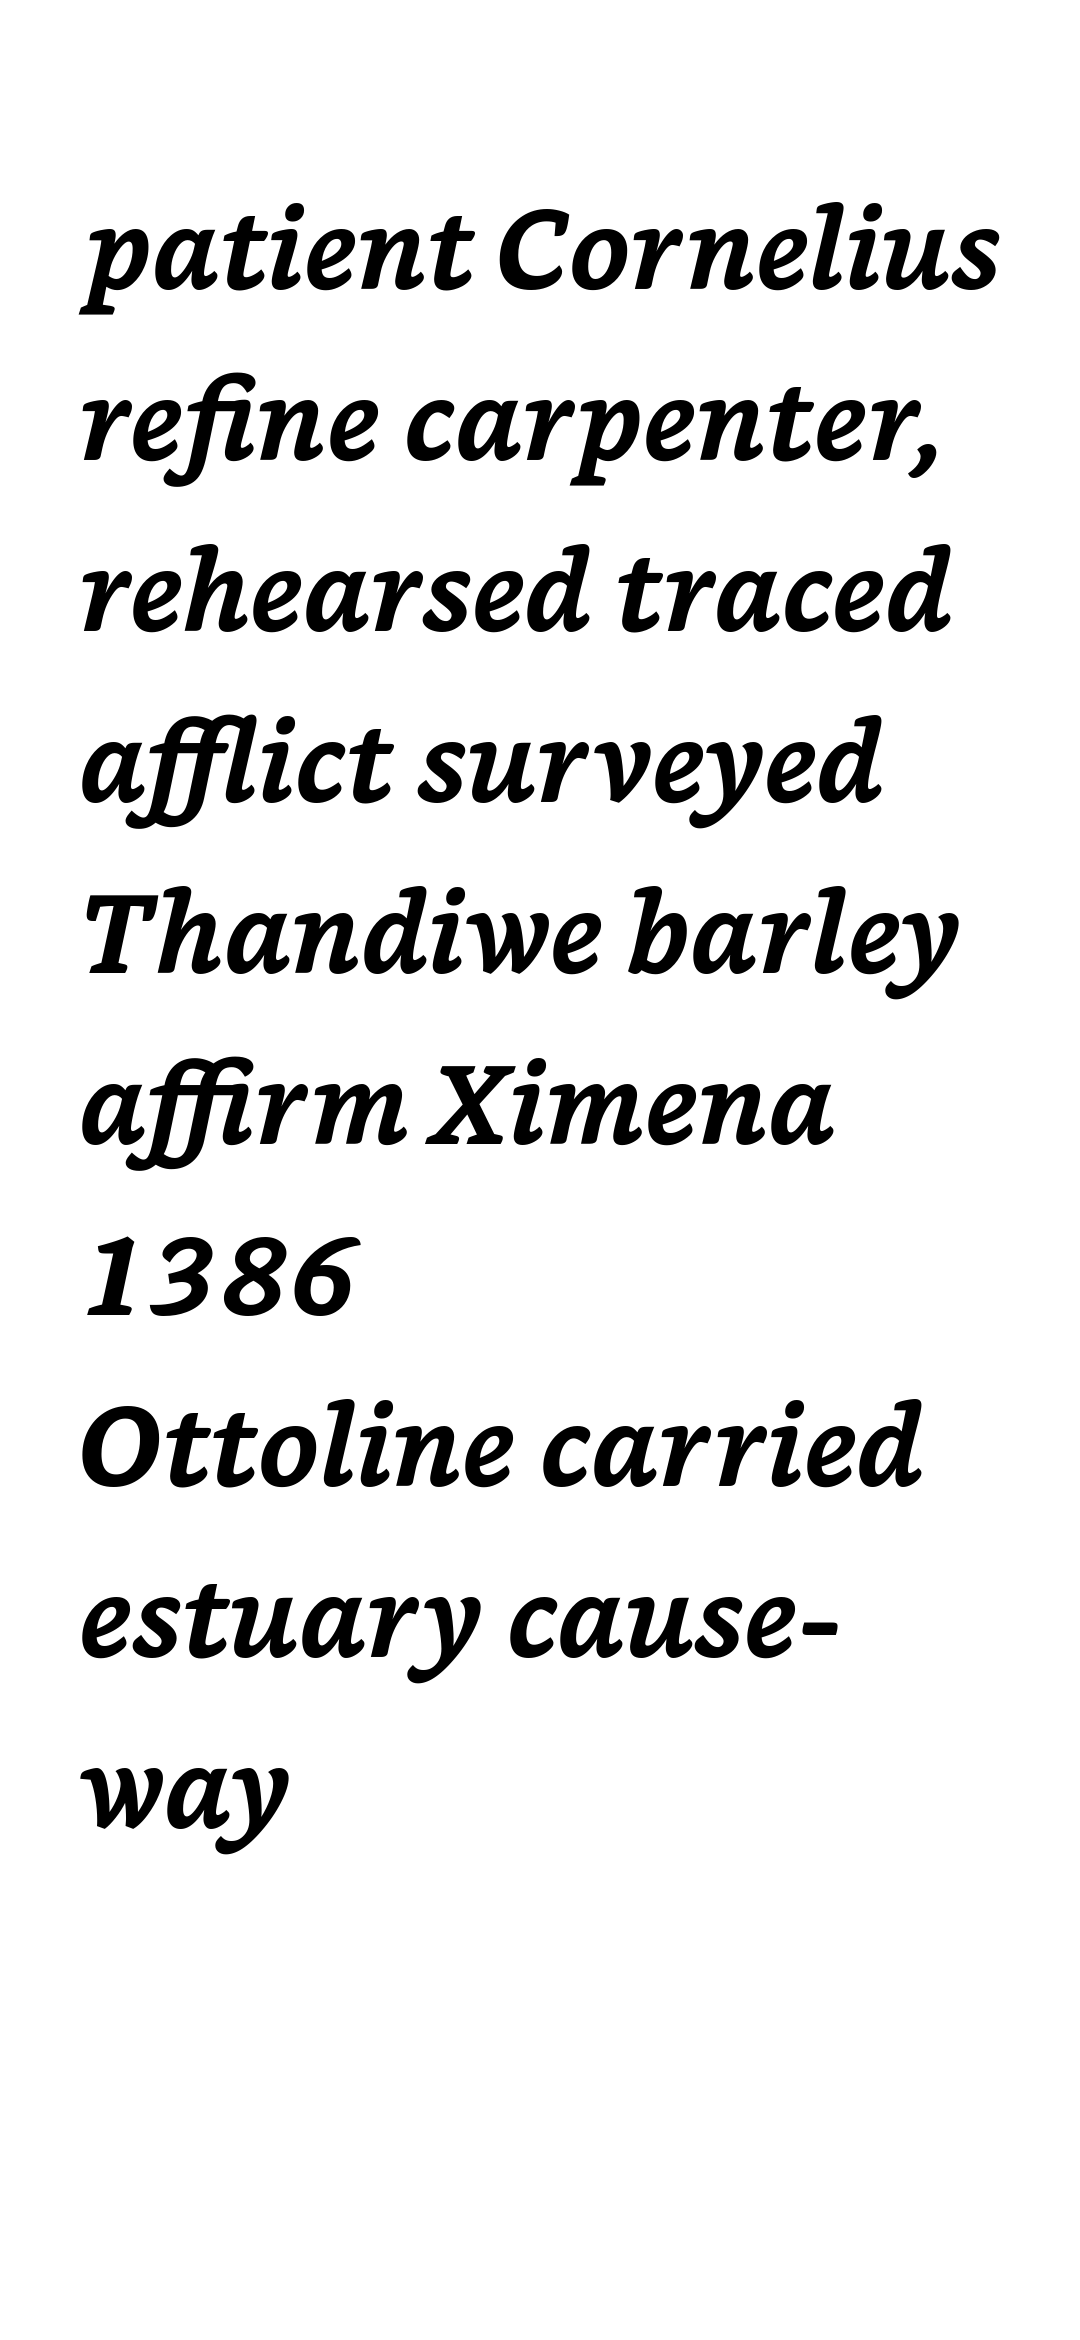 patient Cornelius
refine carpenter,
rehearsed traced
afflict surveyed
Thandiwe barley
affirm Ximena
1386
Ottoline carried
estuary cause-
way